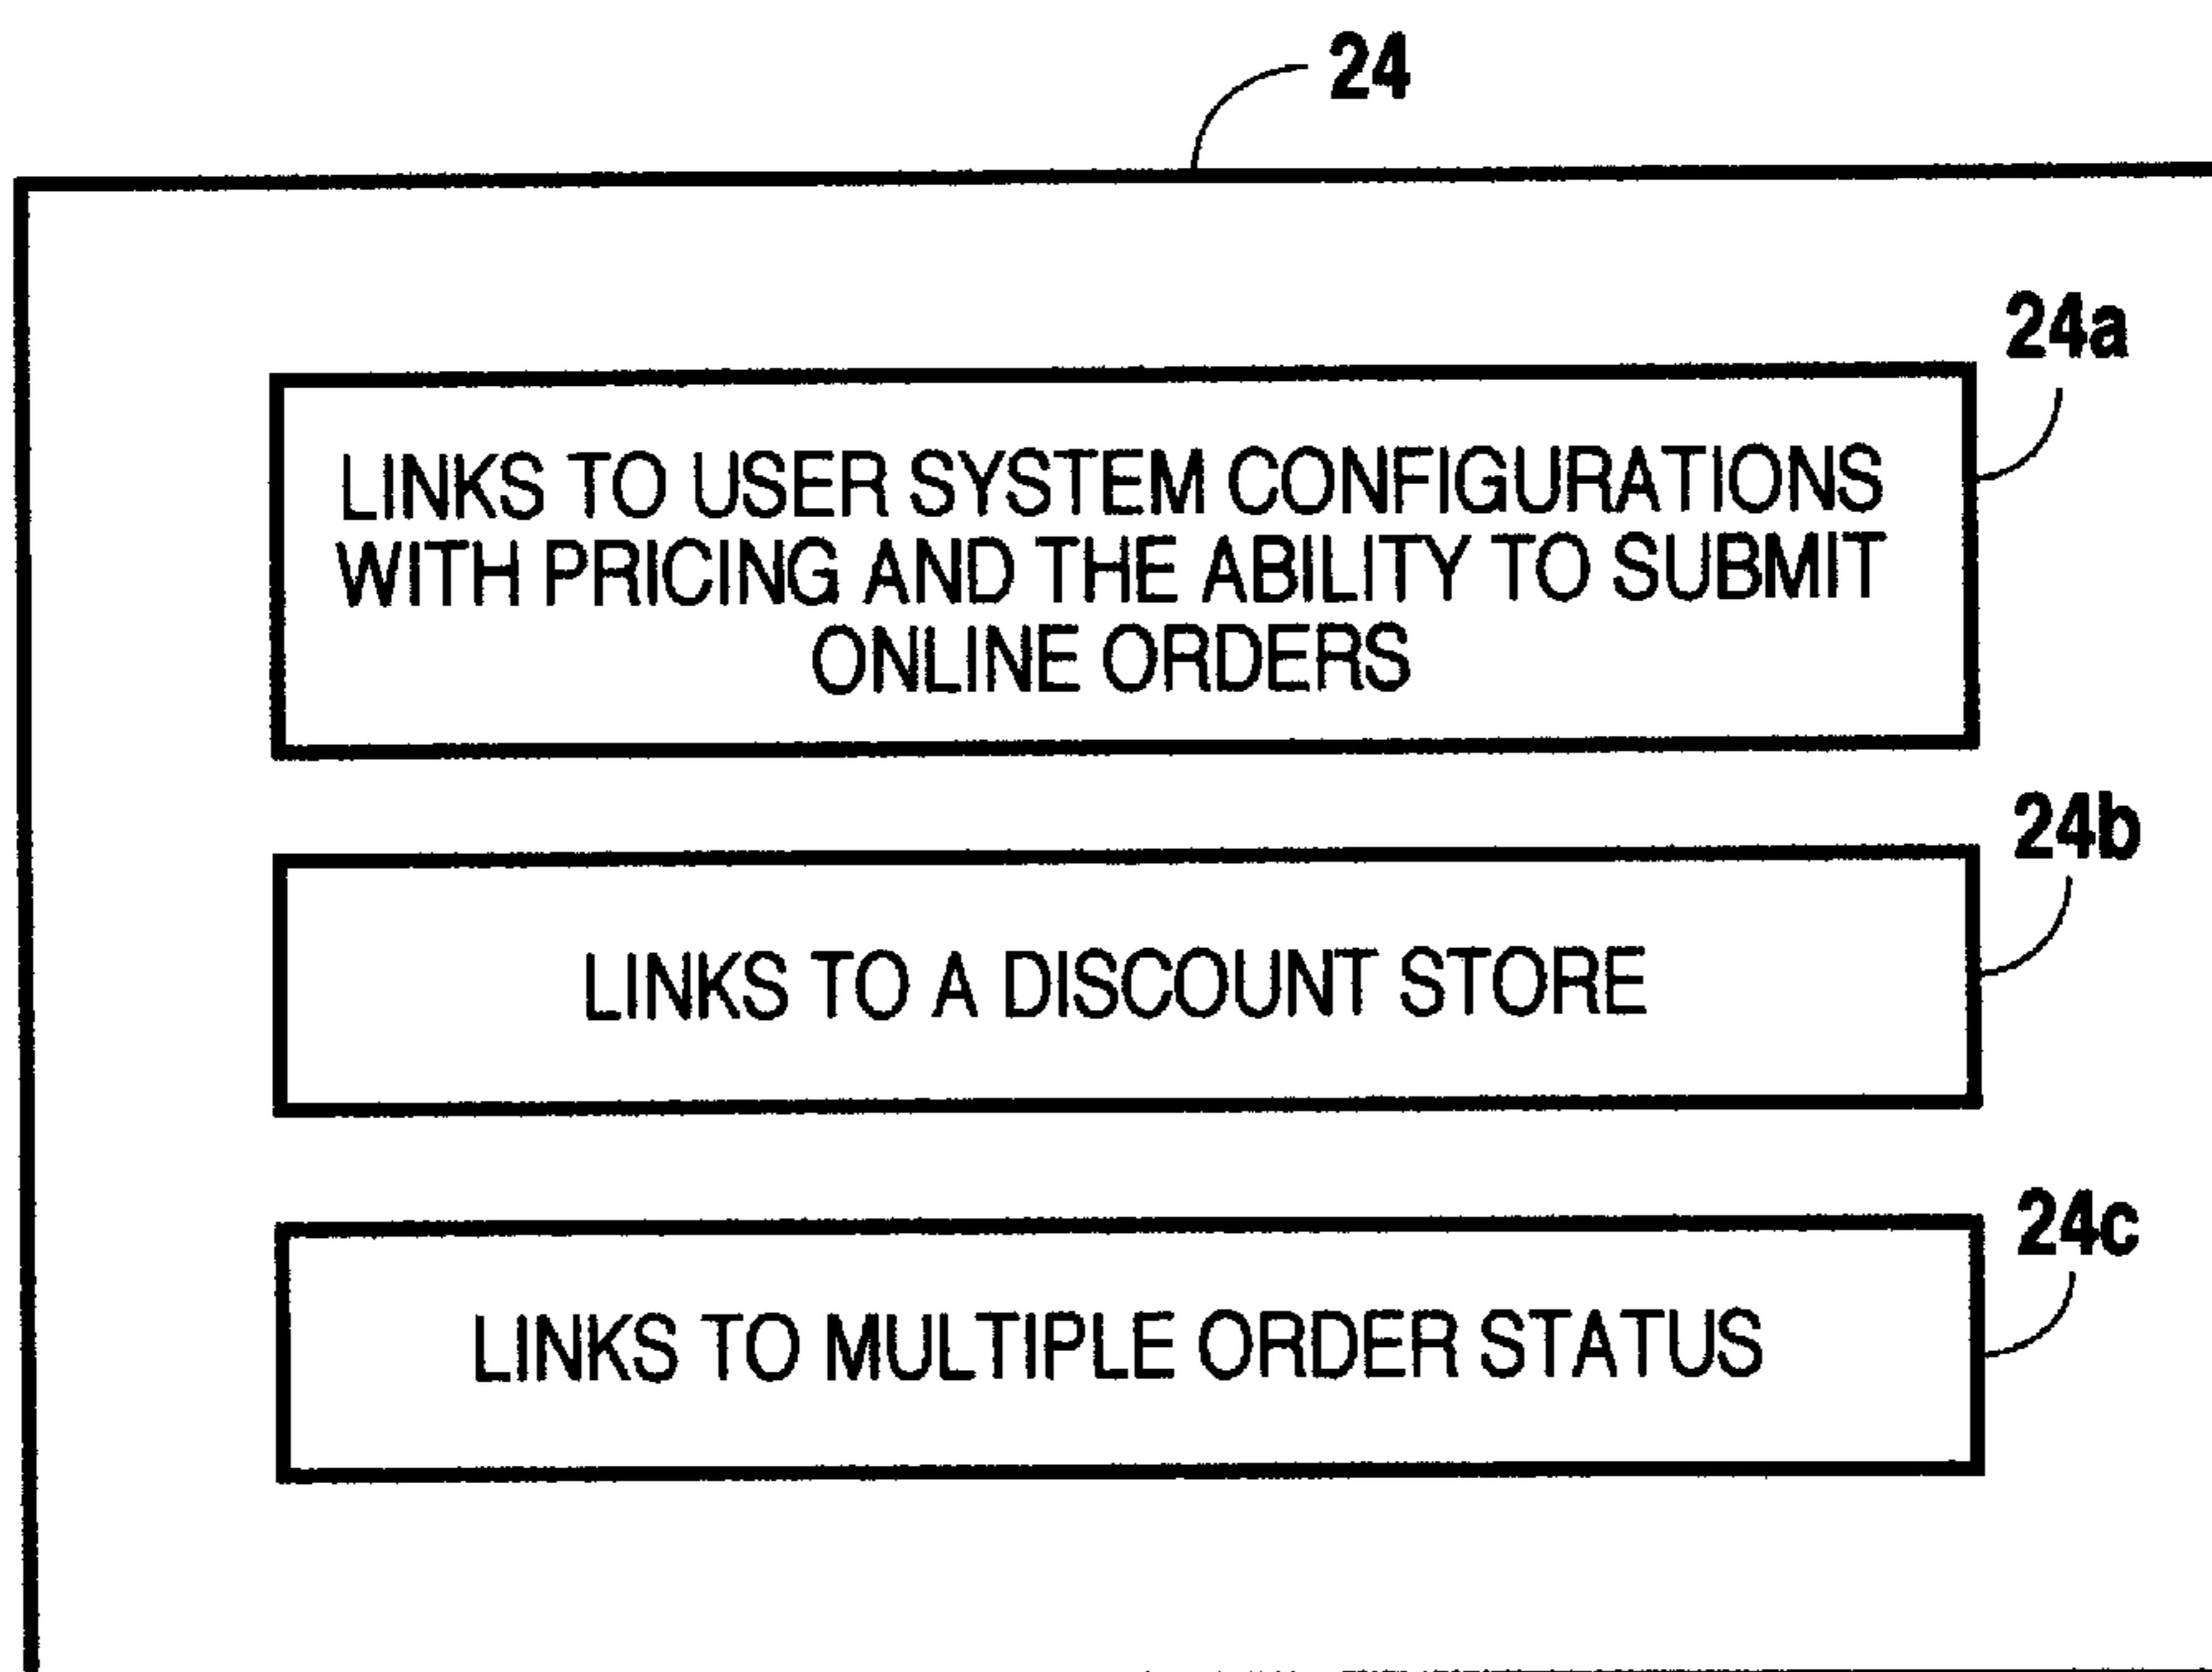 24
24a
LINKS TO USER SYSTEM CONFIGURATIONS
WITH PRICING AND THE ABILITY TO SUBMIT
ONLINE ORDERS
24b
LINKS TO A DISCOUNT STORE
24c
LINKS TO MULTIPLE ORDER STATUS